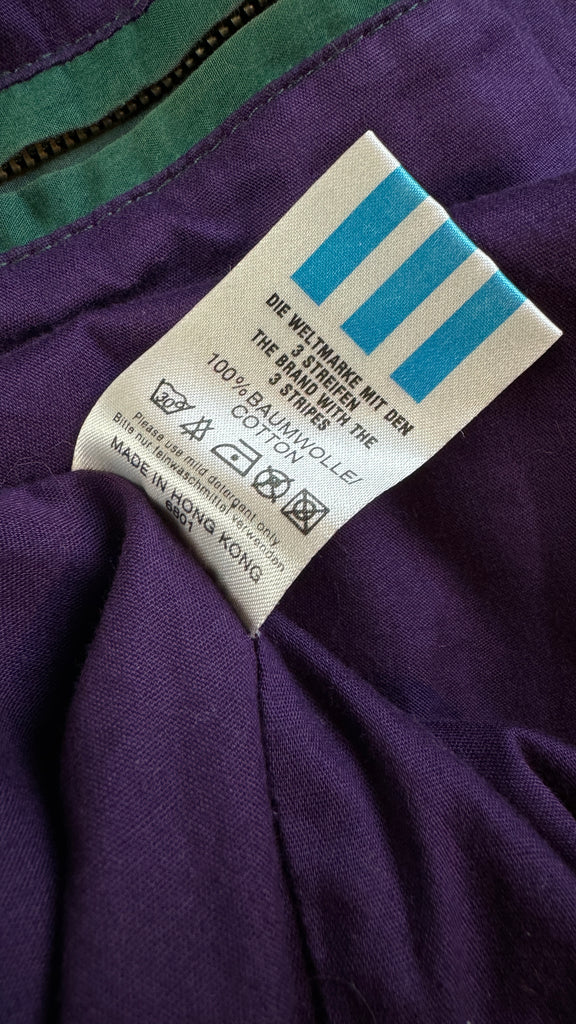 DIE WELTMARKE MIT DEN
3 STREIFEN
THE BRAND WITH THE
3 STRIPES
100% BAUMWOLLE/
COTTON
30°
Please use mild detergent only
Bitte nur feinwaschmittel verwenden
MADE IN HONG KONG